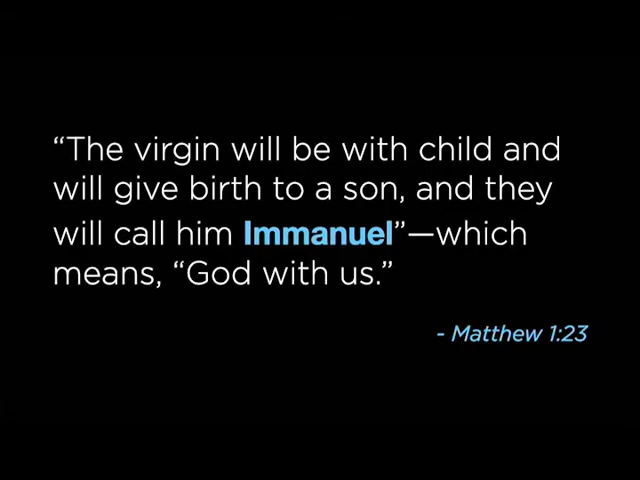 “The virgin will be with child and
will give birth to a son, and they
will call him Immanuel”—which
means, “God with us.”
- Matthew 1:23